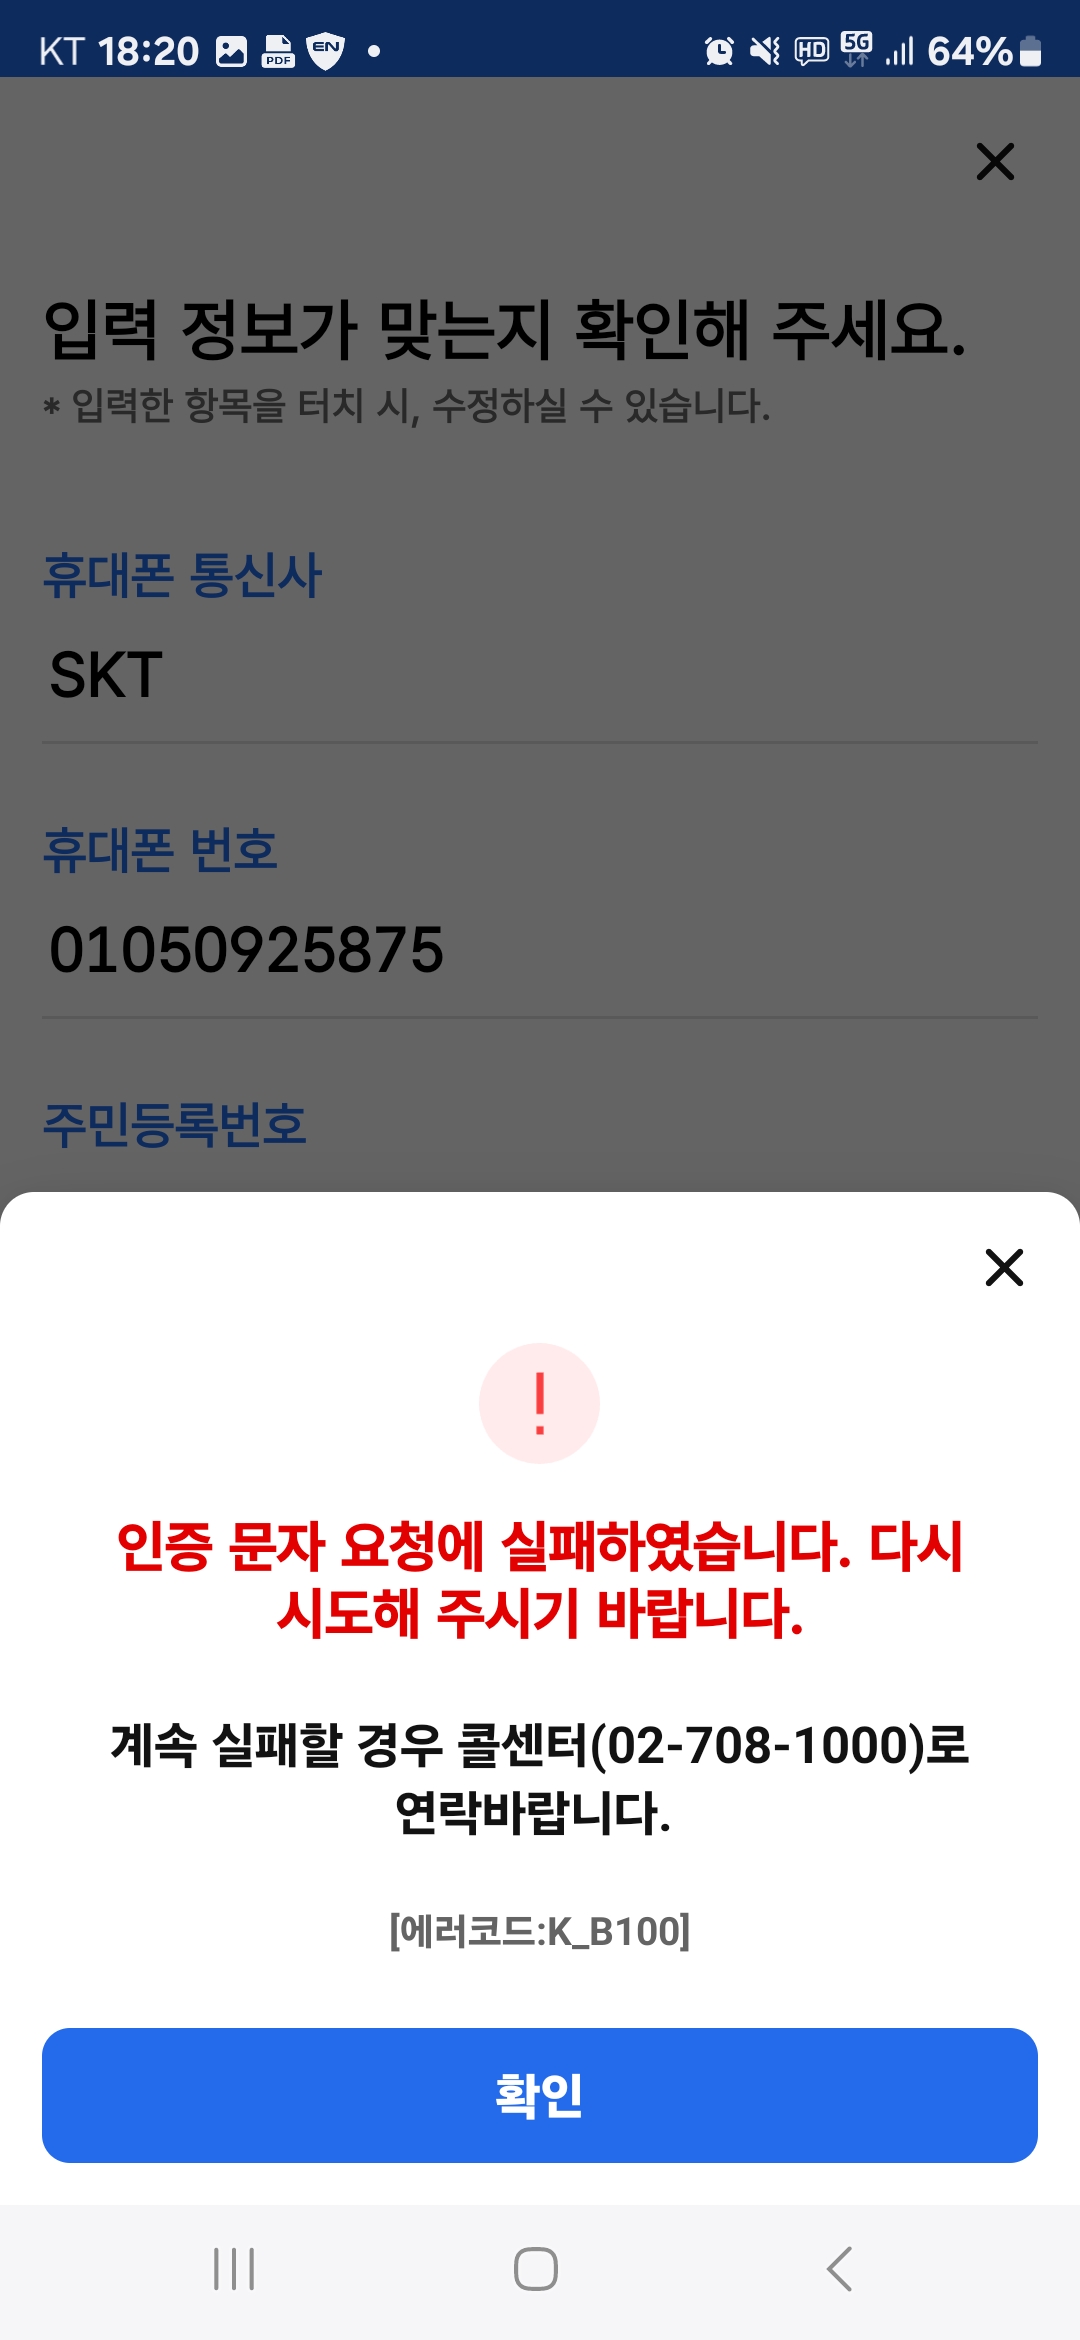 KT 18:20 PDF EN HD 5G 64%
입력 정보가 맞는지 확인해 주세요.
* 입력한 항목을 터치 시, 수정하실 수 있습니다.
휴대폰 통신사
SKT
휴대폰 번호
01050925875
주민등록번호
!
인증 문자 요청에 실패하였습니다. 다시
시도해 주시기 바랍니다.
계속 실패할 경우 콜센터(02-708-1000)로
연락바랍니다.
[에러코드:K_B100]
확인